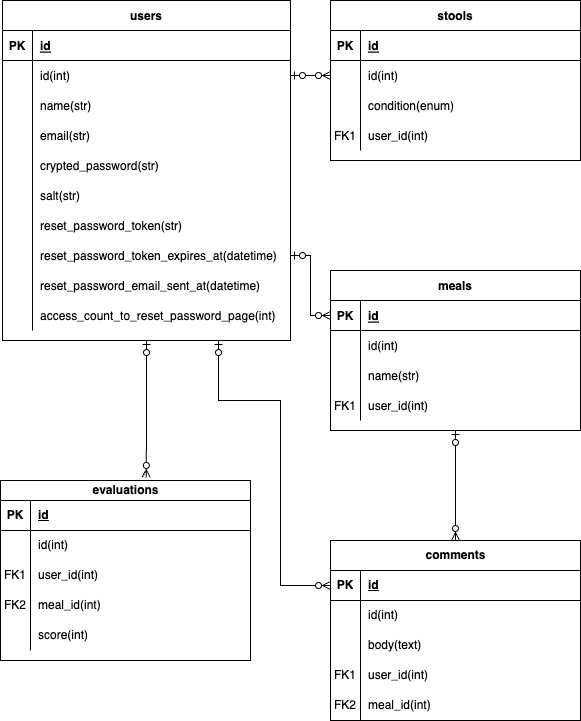 users
PK id
id(int)
name(str)
email(str)
crypted_password(str)
salt(str)
reset_password_token(str)
reset_password_token_expires_at(datetime)
reset_password_email_sent_at(datetime)
access_count_to_reset_password_page(int)
stools
PK id
id(int)
condition(enum)
FK1 user_id(int)
meals
PK id
id(int)
name(str)
FK1 user_id(int)
evaluations
PK id
id(int)
FK1 user_id(int)
FK2 meal_id(int)
score(int)
comments
PK id
id(int)
body(text)
FK1 user_id(int)
FK2 meal_id(int)